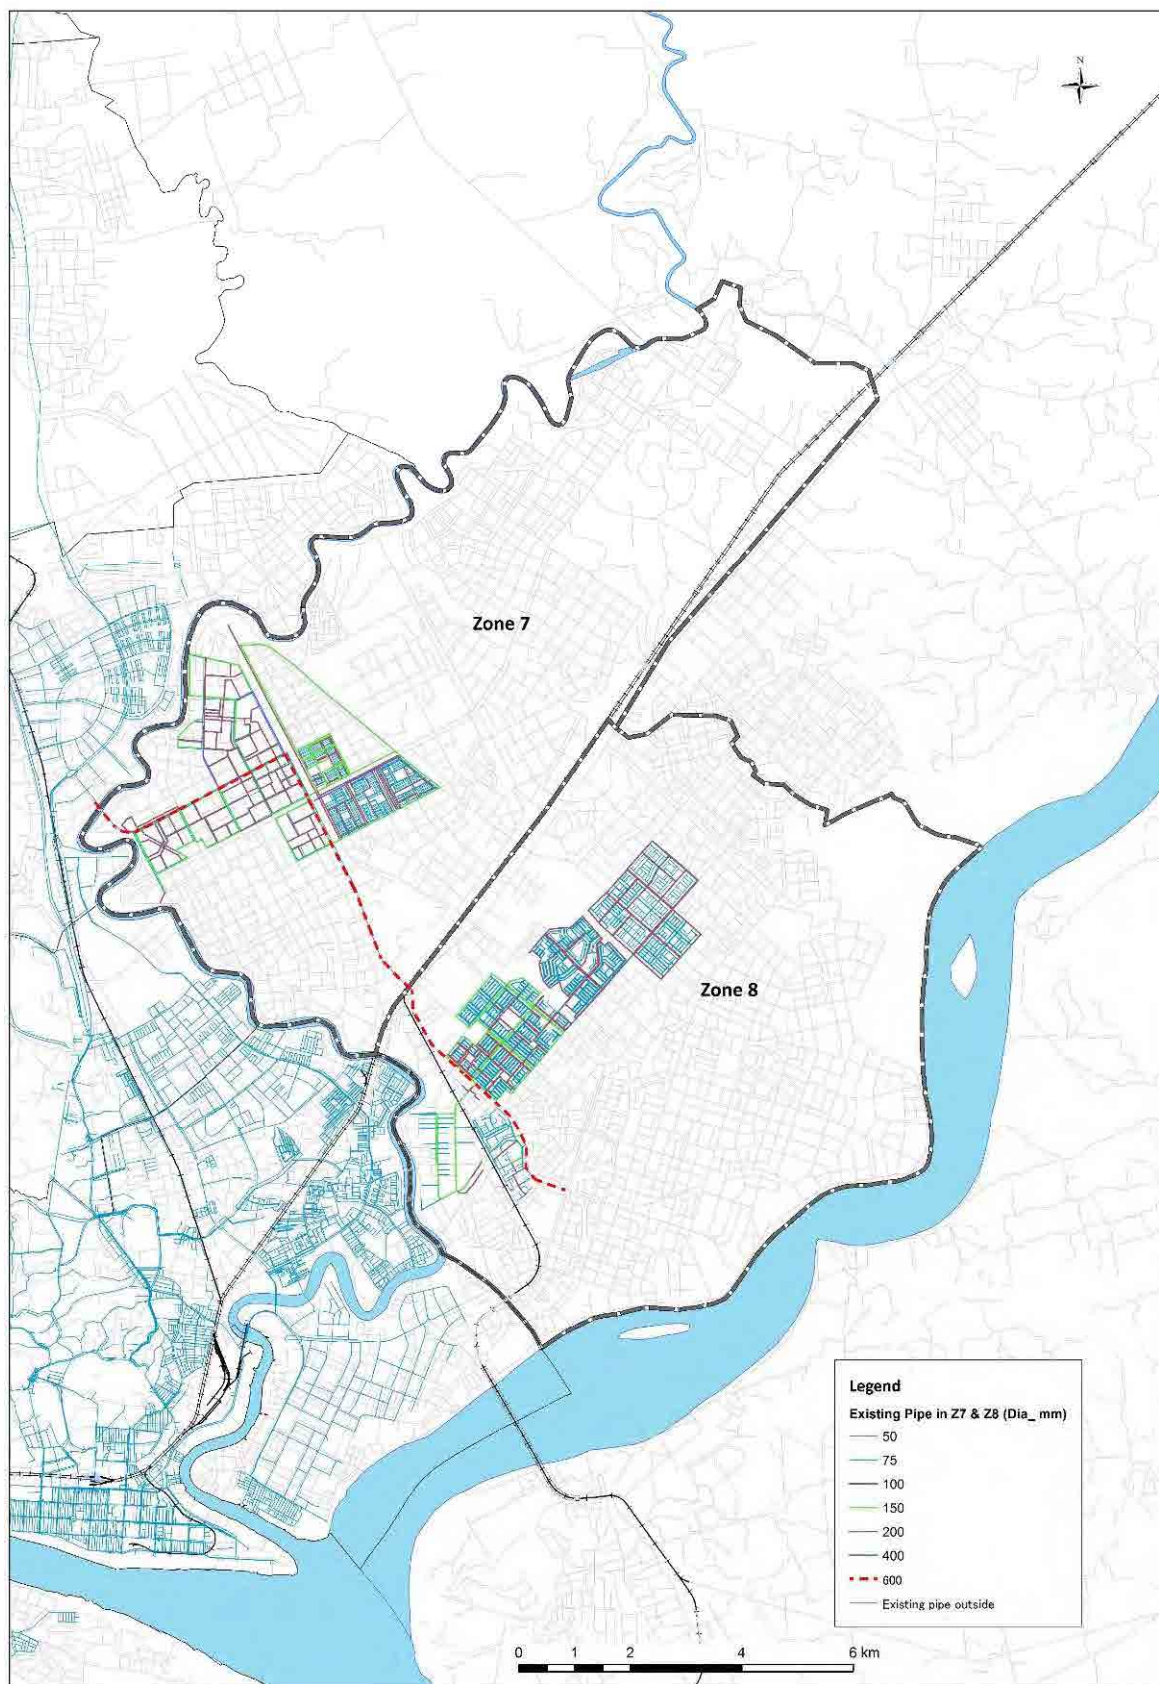 N
Zone 7
Zone 8
Legend
Existing Pipe in Z7 & Z8 (Dia_ mm)
50
75
100
150
200
400
600
Existing pipe outside
0 1 2 4 6 km